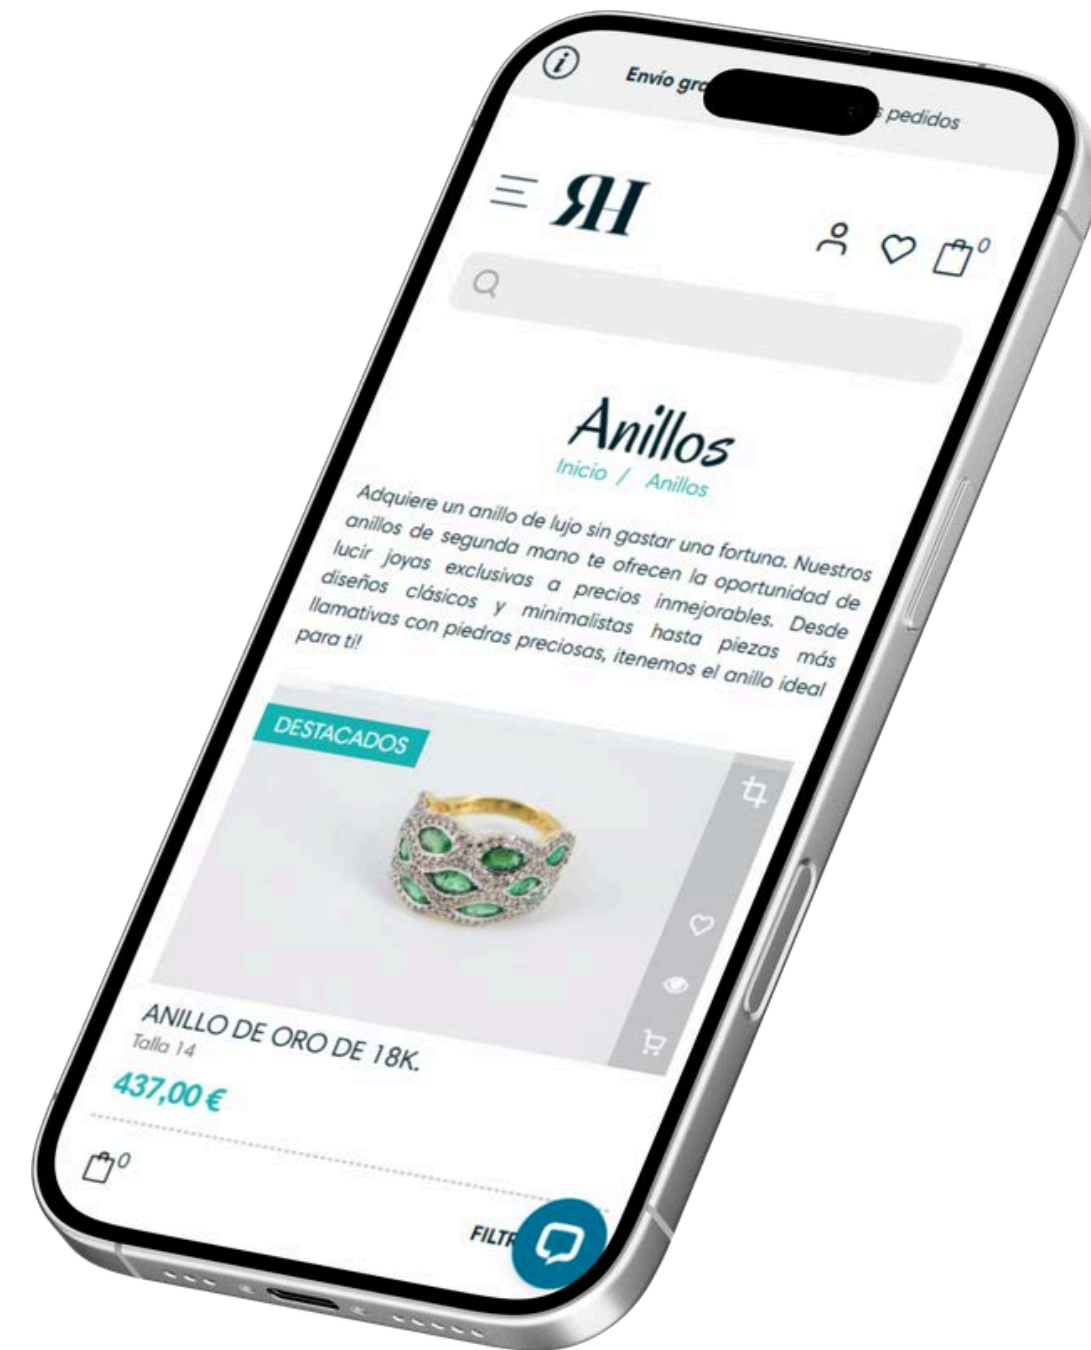 Envío pedidos
ЯH
0
Anillos
Inicio / Anillos
Adquiere un anillo de lujo sin gastar una fortuna. Nuestros
anillos de segunda mano te ofrecen la oportunidad de
lucir joyas exclusivas a precios inmejorables. Desde
diseños clásicos y minimalistas hasta piezas más
llamativas con piedras preciosas, itenemos el anillo ideal
para ti!
DESTACADOS
ANILLO DE ORO DE 18K.
Talla 14
437,00 €
0